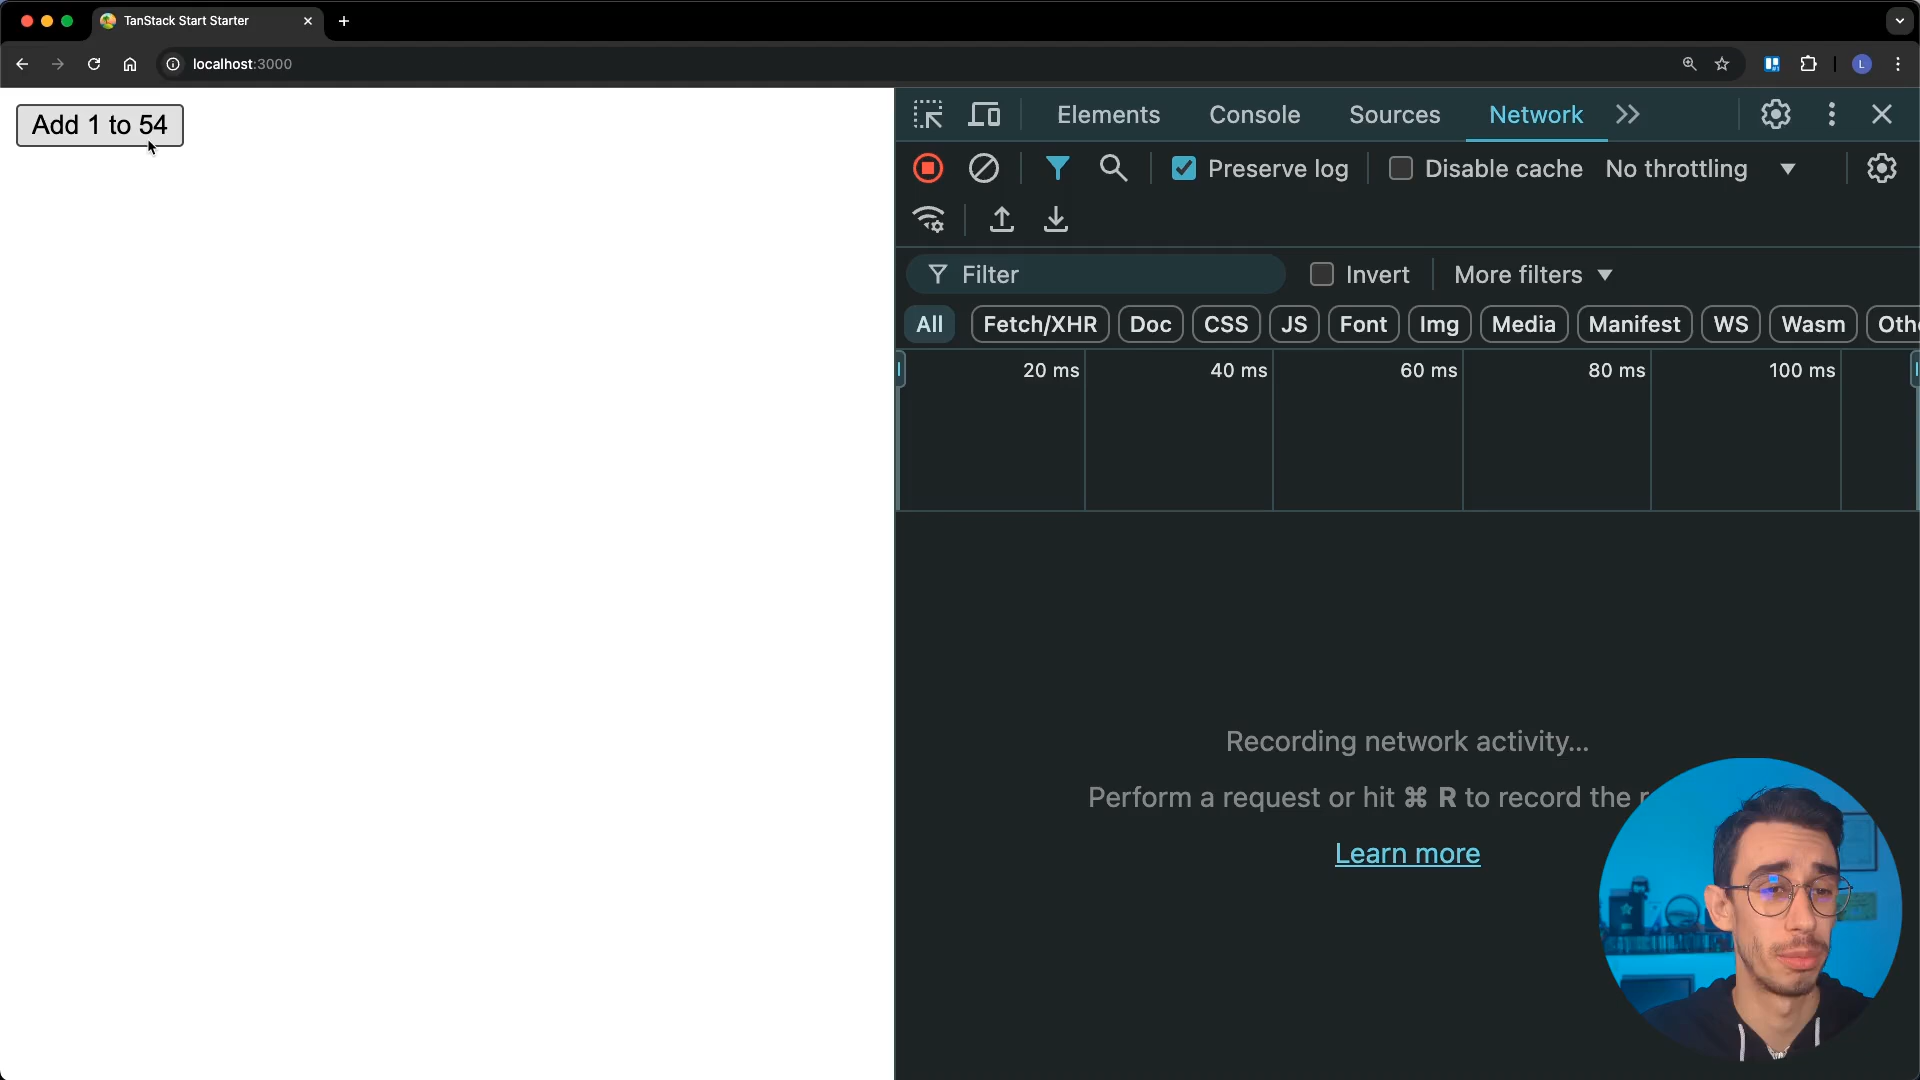 TanStack Start Starter
localhost:3000
L
Add 1 to 54
Elements
Console
Sources
Network
Preserve log
Disable cache
No throttling
Filter
Invert
More filters
All
Fetch/XHR
Doc
CSS
JS
Font
Img
Media
Manifest
WS
Wasm
Othe
20 ms
40 ms
60 ms
80 ms
100 ms
Recording network activity...
Perform a request or hit ⌘ R to record the r
Learn more